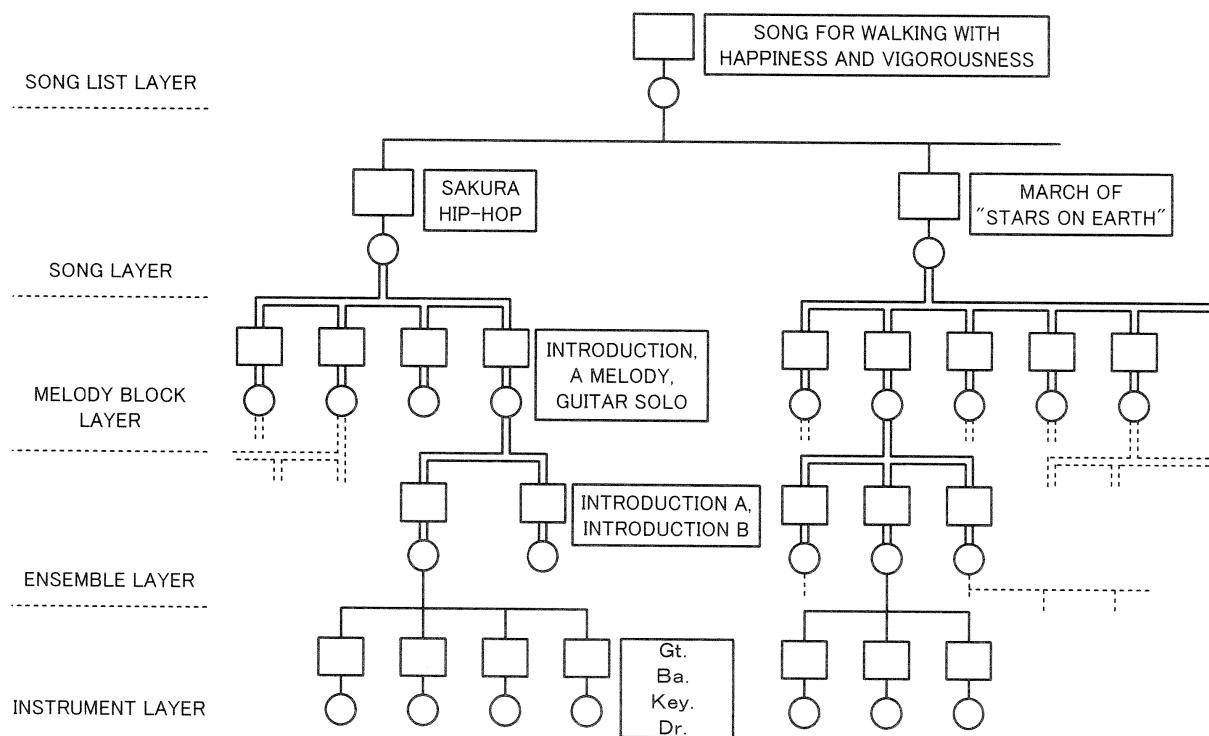 SONG FOR WALKING WITH
HAPPINESS AND VIGOROUSNESS
SONG LIST LAYER
SAKURA
HIP-HOP
MARCH OF
"STARS ON EARTH"
SONG LAYER
INTRODUCTION,
A MELODY,
GUITAR SOLO
MELODY BLOCK
LAYER
INTRODUCTION A,
INTRODUCTION B
ENSEMBLE LAYER
Gt.
Ba.
Key.
Dr.
INSTRUMENT LAYER